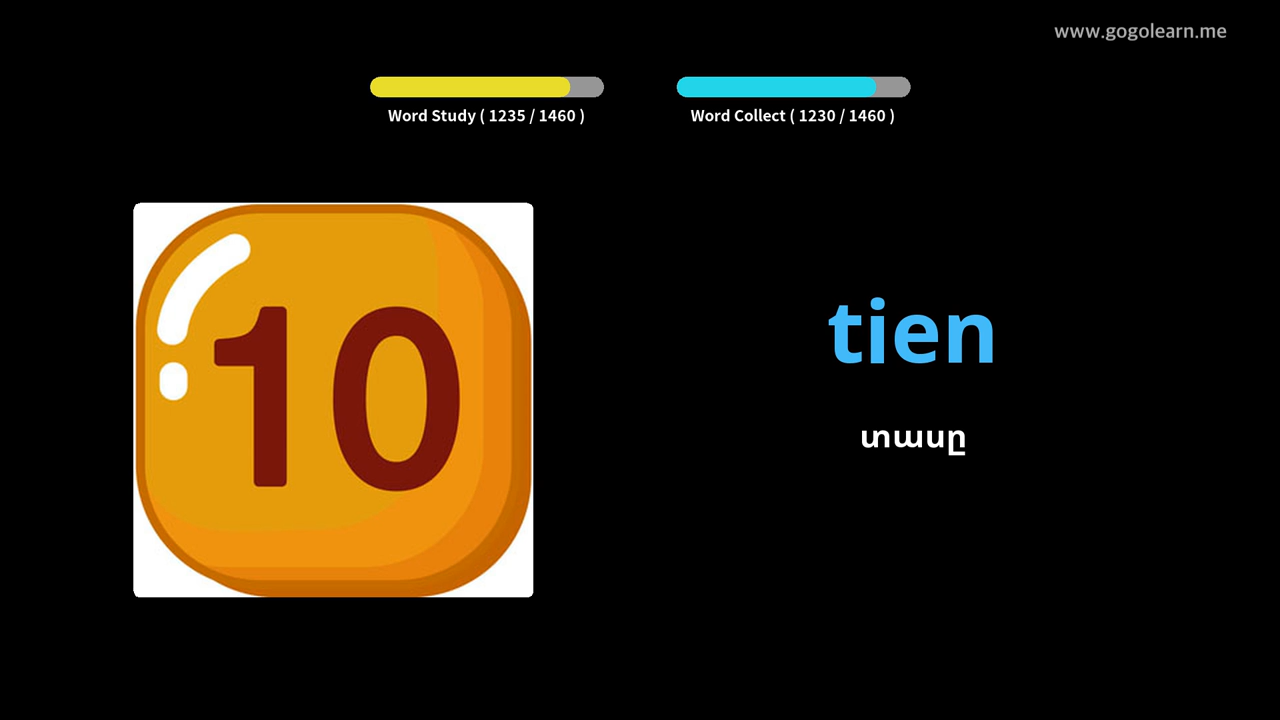 www.gogolearn.me
Word Study ( 1235 / 1460 )
Word Collect ( 1230 / 1460 )
10
tien
տասը